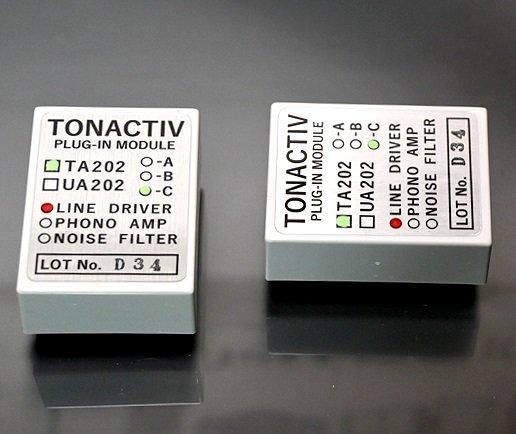 TONACTIV
PLUG-IN MODULE
TA202
UA202
-A
-B
-C
LINE DRIVER
PHONO AMP
NOISE FILTER
LOT No. D34
TONACTIV
PLUG-IN MODULE
TA202
UA202
-A
-B
-C
LINE DRIVER
PHONO AMP
NOISE FILTER
LOT No. D34